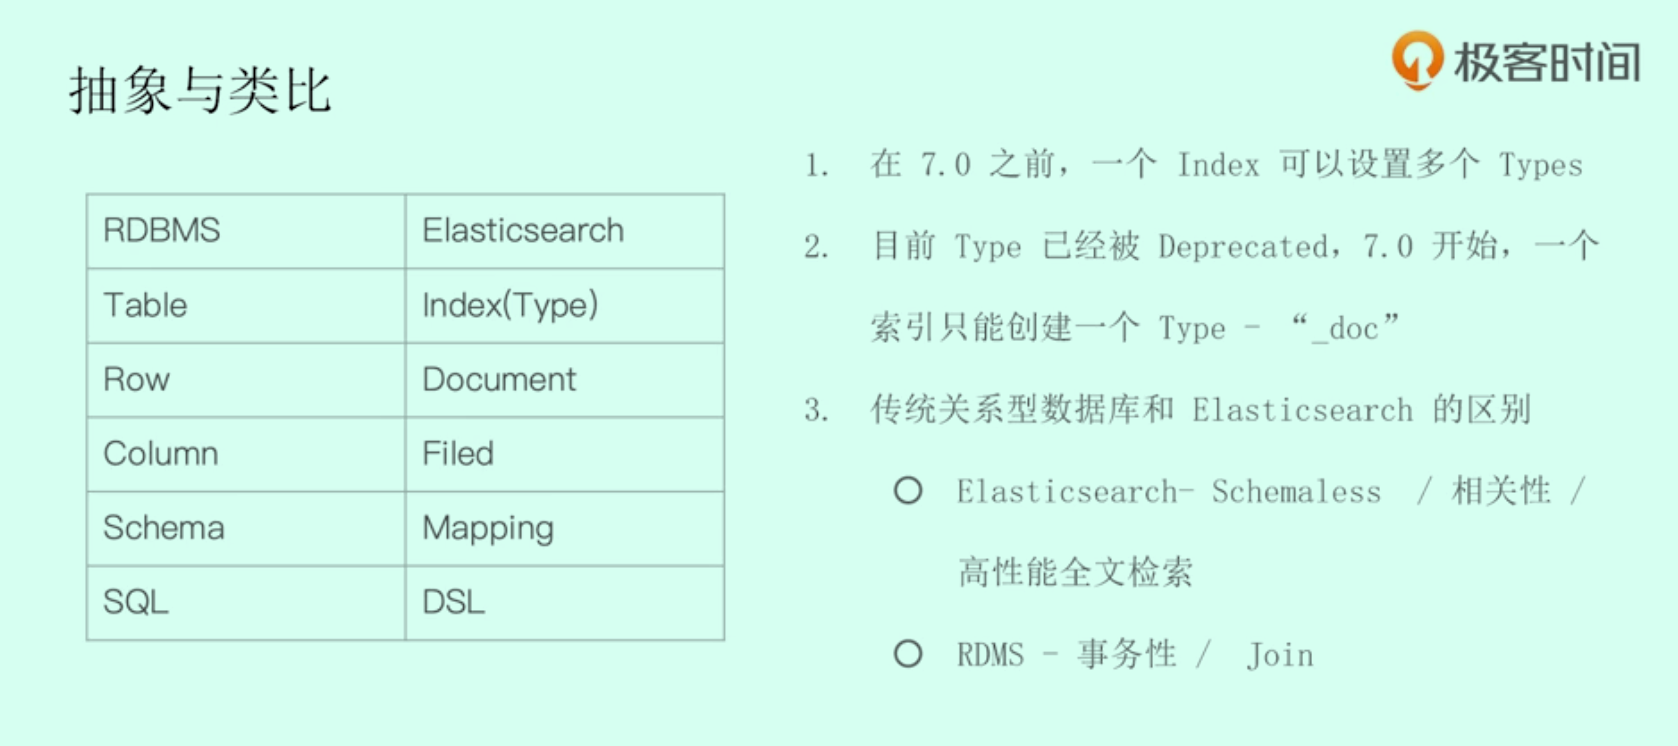 抽象与类比
极客时间
RDBMS Elasticsearch
Table Index(Type)
Row Document
Column Filed
Schema Mapping
SQL DSL
1. 在 7.0 之前，一个 Index 可以设置多个 Types
2. 目前 Type 已经被 Deprecated，7.0 开始，一个
索引只能创建一个 Type - “_doc”
3. 传统关系型数据库和 Elasticsearch 的区别
Elasticsearch- Schemaless / 相关性 /
高性能全文检索
RDMS - 事务性 / Join